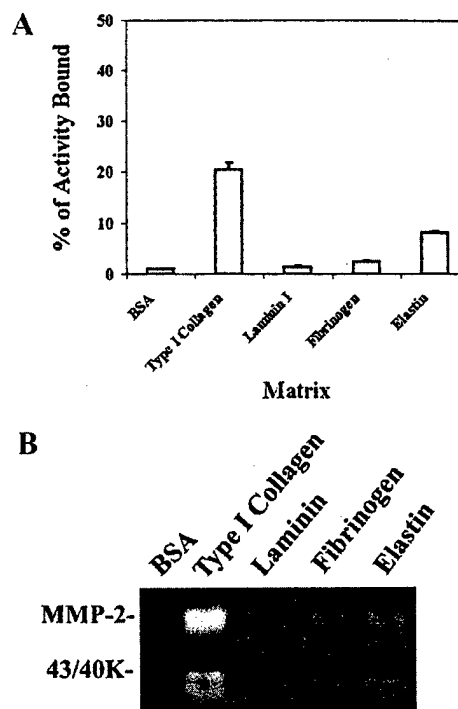 A
% of Activity Bound
50
40
30
20
10
0
BSA
Type I Collagen
Laminin I
Fibrinogen
Elastin
Matrix
B
BSA
Type I Collagen
Laminin
Fibrinogen
Elastin
MMP-2-
43/40K-